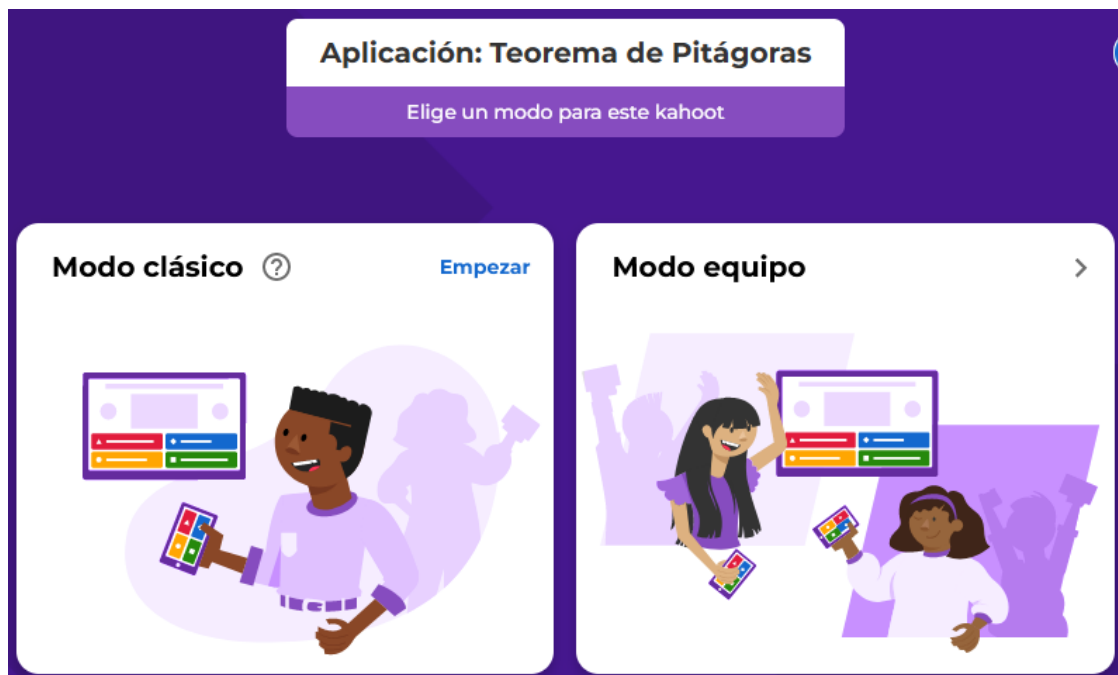 Aplicación: Teorema de Pitágoras
Elige un modo para este kahoot
Modo clásico ? Empezar
Modo equipo